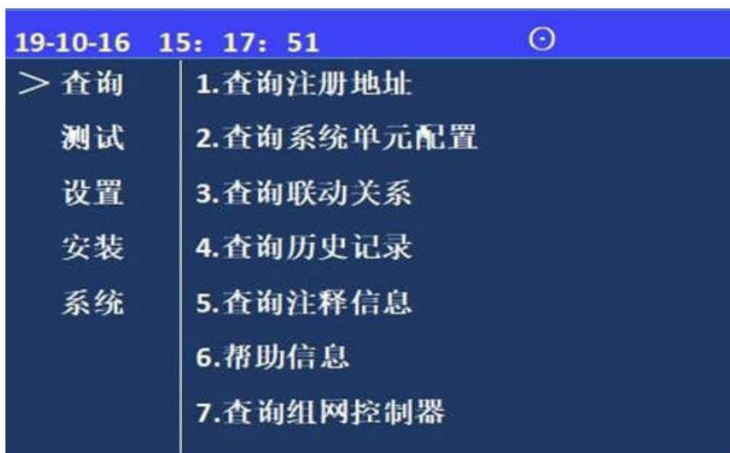 19-10-16 15：17：51
＞ 查询
测试
设置
安装
系统
1.查询注册地址
2.查询系统单元配置
3.查询联动关系
4.查询历史记录
5.查询注释信息
6.帮助信息
7.查询组网控制器